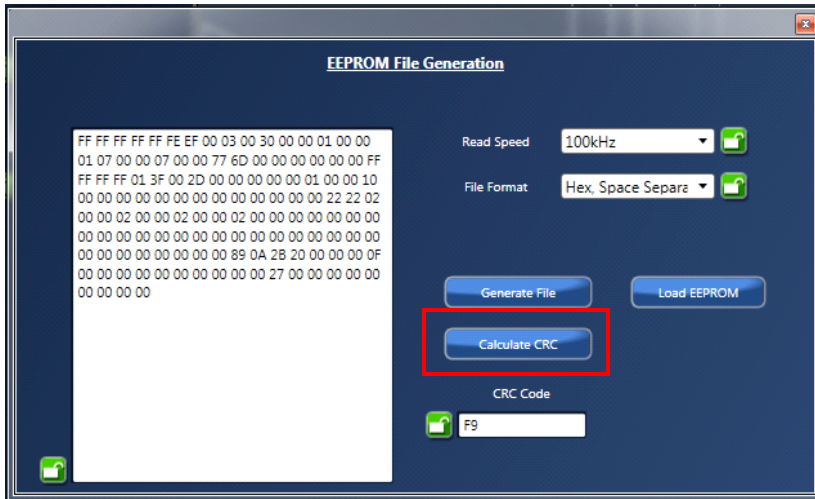 EEPROM File Generation
FF FF FF FF FF FE EF 00 03 00 30 00 00 01 00 00
01 07 00 00 07 00 00 77 6D 00 00 00 00 00 00 FF
FF FF FF 01 3F 00 2D 00 00 00 00 00 01 00 00 10
00 00 00 00 00 00 00 00 00 00 00 00 00 22 22 02
00 00 02 00 00 02 00 00 02 00 00 00 00 00 00 00
00 00 00 00 00 00 00 00 00 00 00 00 00 00 00 00
00 00 00 00 00 00 00 00 89 0A 2B 20 00 00 00 0F
00 00 00 00 00 00 00 00 00 00 27 00 00 00 00 00
00 00 00 00
Read Speed
100kHz
File Format
Hex, Space Separa
Generate File
Load EEPROM
Calculate CRC
CRC Code
F9